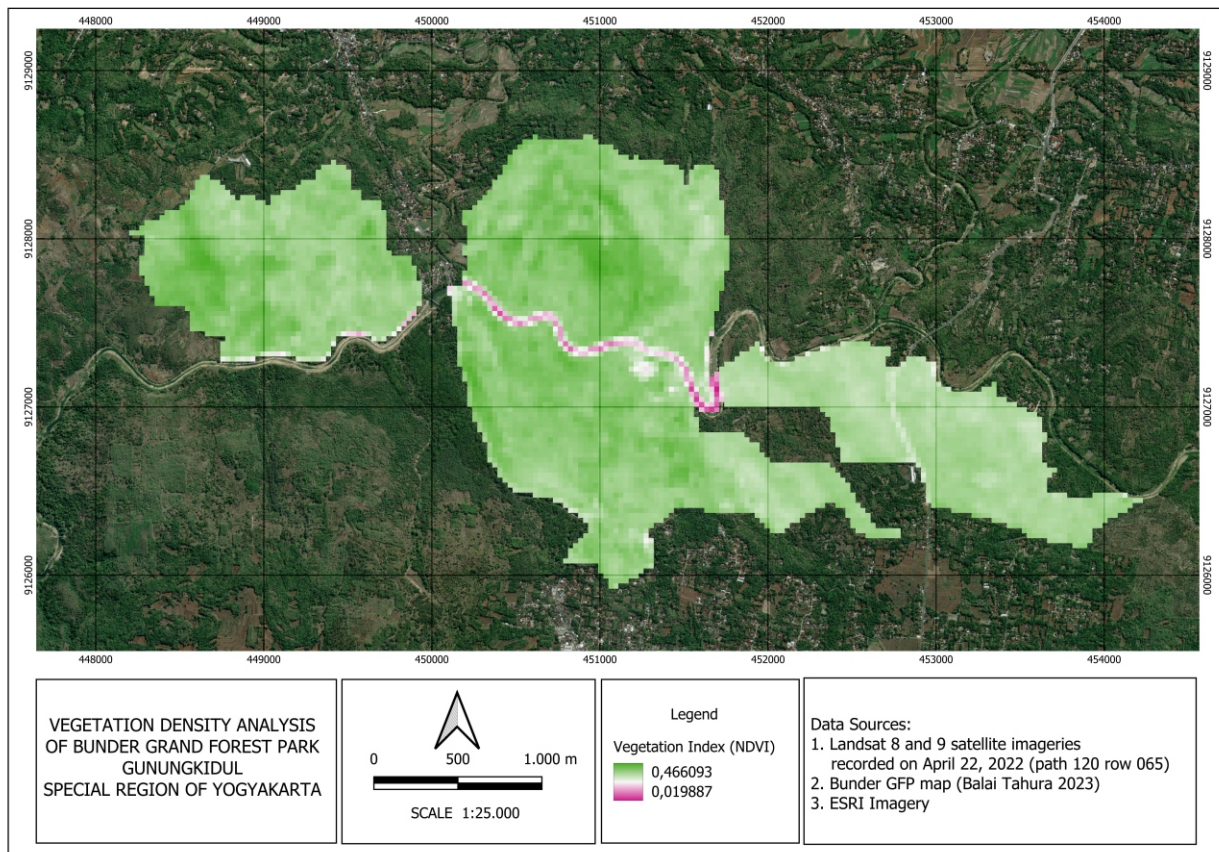 448000 449000 450000 451000 452000 453000 454000
9129000 9129000
9128000 9128000
9127000 9127000
9126000 9126000
448000 449000 450000 451000 452000 453000 454000
VEGETATION DENSITY ANALYSIS
OF BUNDER GRAND FOREST PARK
GUNUNGKIDUL
SPECIAL REGION OF YOGYAKARTA
0 500 1.000 m
SCALE 1:25.000
Legend
Vegetation Index (NDVI)
0,466093
0,019887
Data Sources:
1. Landsat 8 and 9 satellite imageries
recorded on April 22, 2022 (path 120 row 065)
2. Bunder GFP map (Balai Tahura 2023)
3. ESRI Imagery